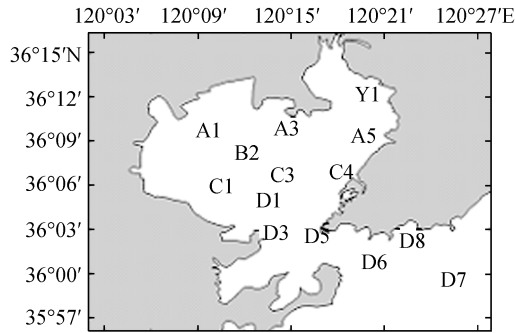 120°03′ 120°09′ 120°15′ 120°21′ 120°27′E
36°15′N
36°12′
36°09′
36°06′
36°03′
36°00′
35°57′
Y1
A1 A3 A5
B2
C1 C3 C4
D1
D3 D5 D8
D6
D7